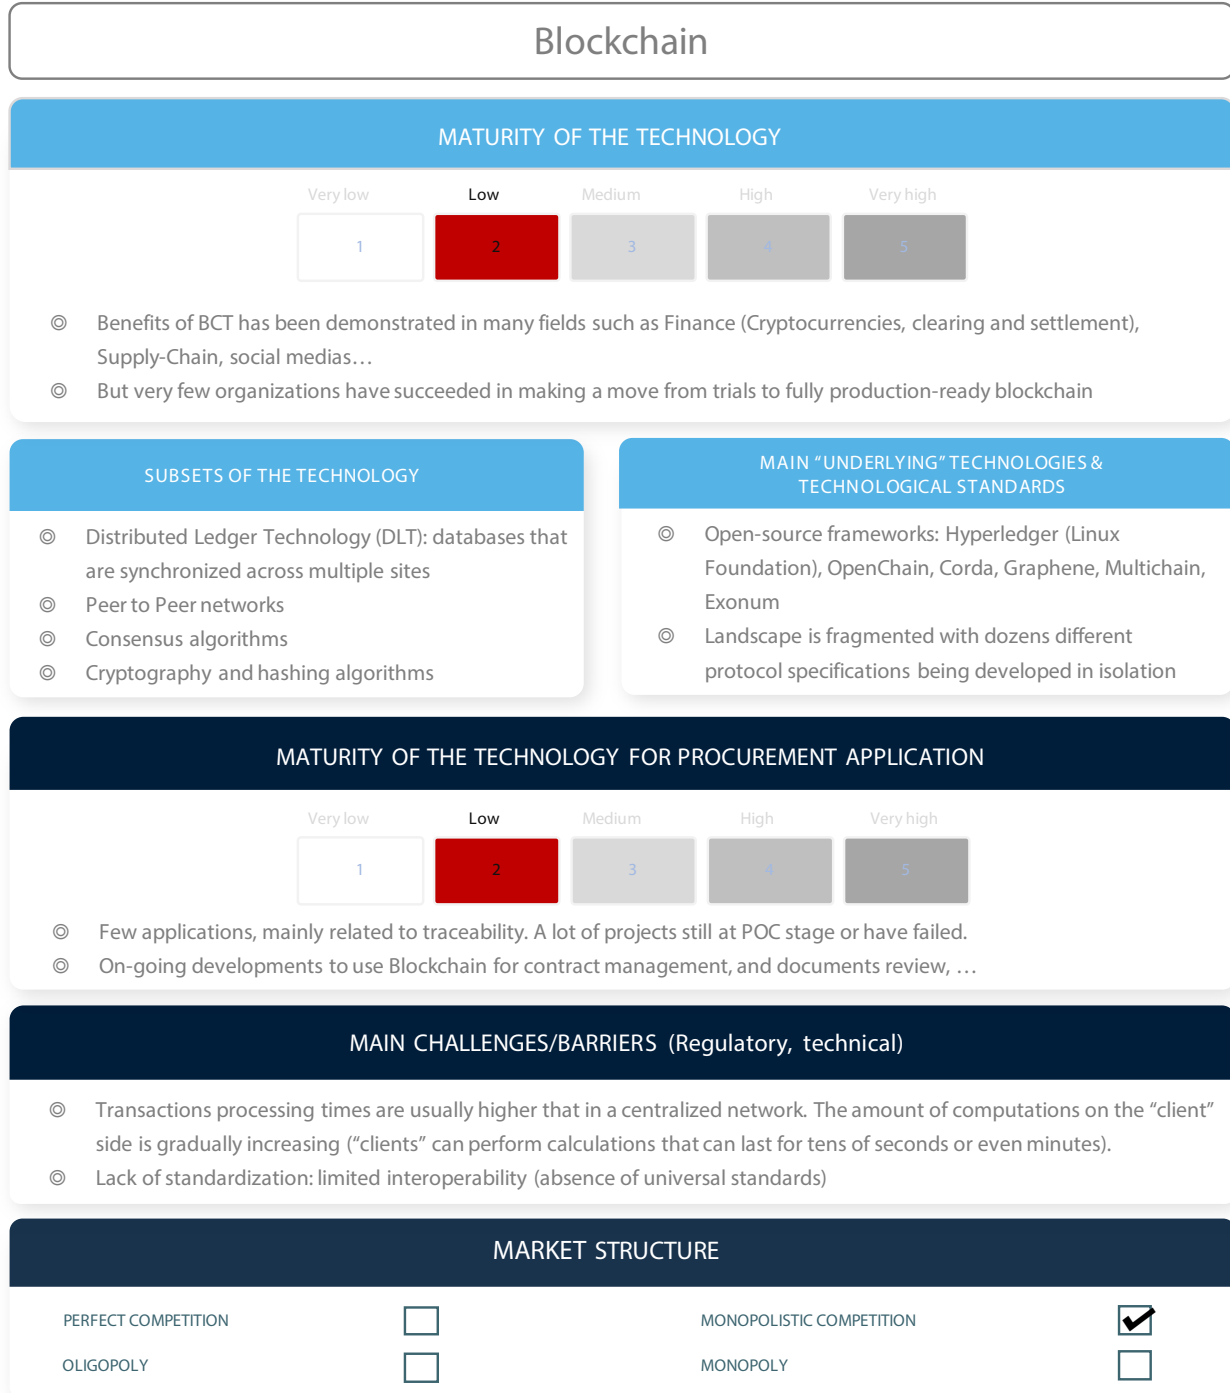 Blockchain
MATURITY OF THE TECHNOLOGY
Very low Low Medium High Very high
1 2 3 4 5
◎ Benefits of BCT has been demonstrated in many fields such as Finance (Cryptocurrencies, clearing and settlement),
Supply-Chain, social medias…
◎ But very few organizations have succeeded in making a move from trials to fully production-ready blockchain
SUBSETS OF THE TECHNOLOGY
◎ Distributed Ledger Technology (DLT): databases that
are synchronized across multiple sites
◎ Peer to Peer networks
◎ Consensus algorithms
◎ Cryptography and hashing algorithms
MAIN “UNDERLYING” TECHNOLOGIES &
TECHNOLOGICAL STANDARDS
◎ Open-source frameworks: Hyperledger (Linux
Foundation), OpenChain, Corda, Graphene, Multichain,
Exonum
◎ Landscape is fragmented with dozens different
protocol specifications being developed in isolation
MATURITY OF THE TECHNOLOGY FOR PROCUREMENT APPLICATION
Very low Low Medium High Very high
1 2 3 4 5
◎ Few applications, mainly related to traceability. A lot of projects still at POC stage or have failed.
◎ On-going developments to use Blockchain for contract management, and documents review, …
MAIN CHALLENGES/BARRIERS (Regulatory, technical)
◎ Transactions processing times are usually higher that in a centralized network. The amount of computations on the “client”
side is gradually increasing (“clients” can perform calculations that can last for tens of seconds or even minutes).
◎ Lack of standardization: limited interoperability (absence of universal standards)
MARKET STRUCTURE
PERFECT COMPETITION
MONOPOLISTIC COMPETITION
OLIGOPOLY
MONOPOLY